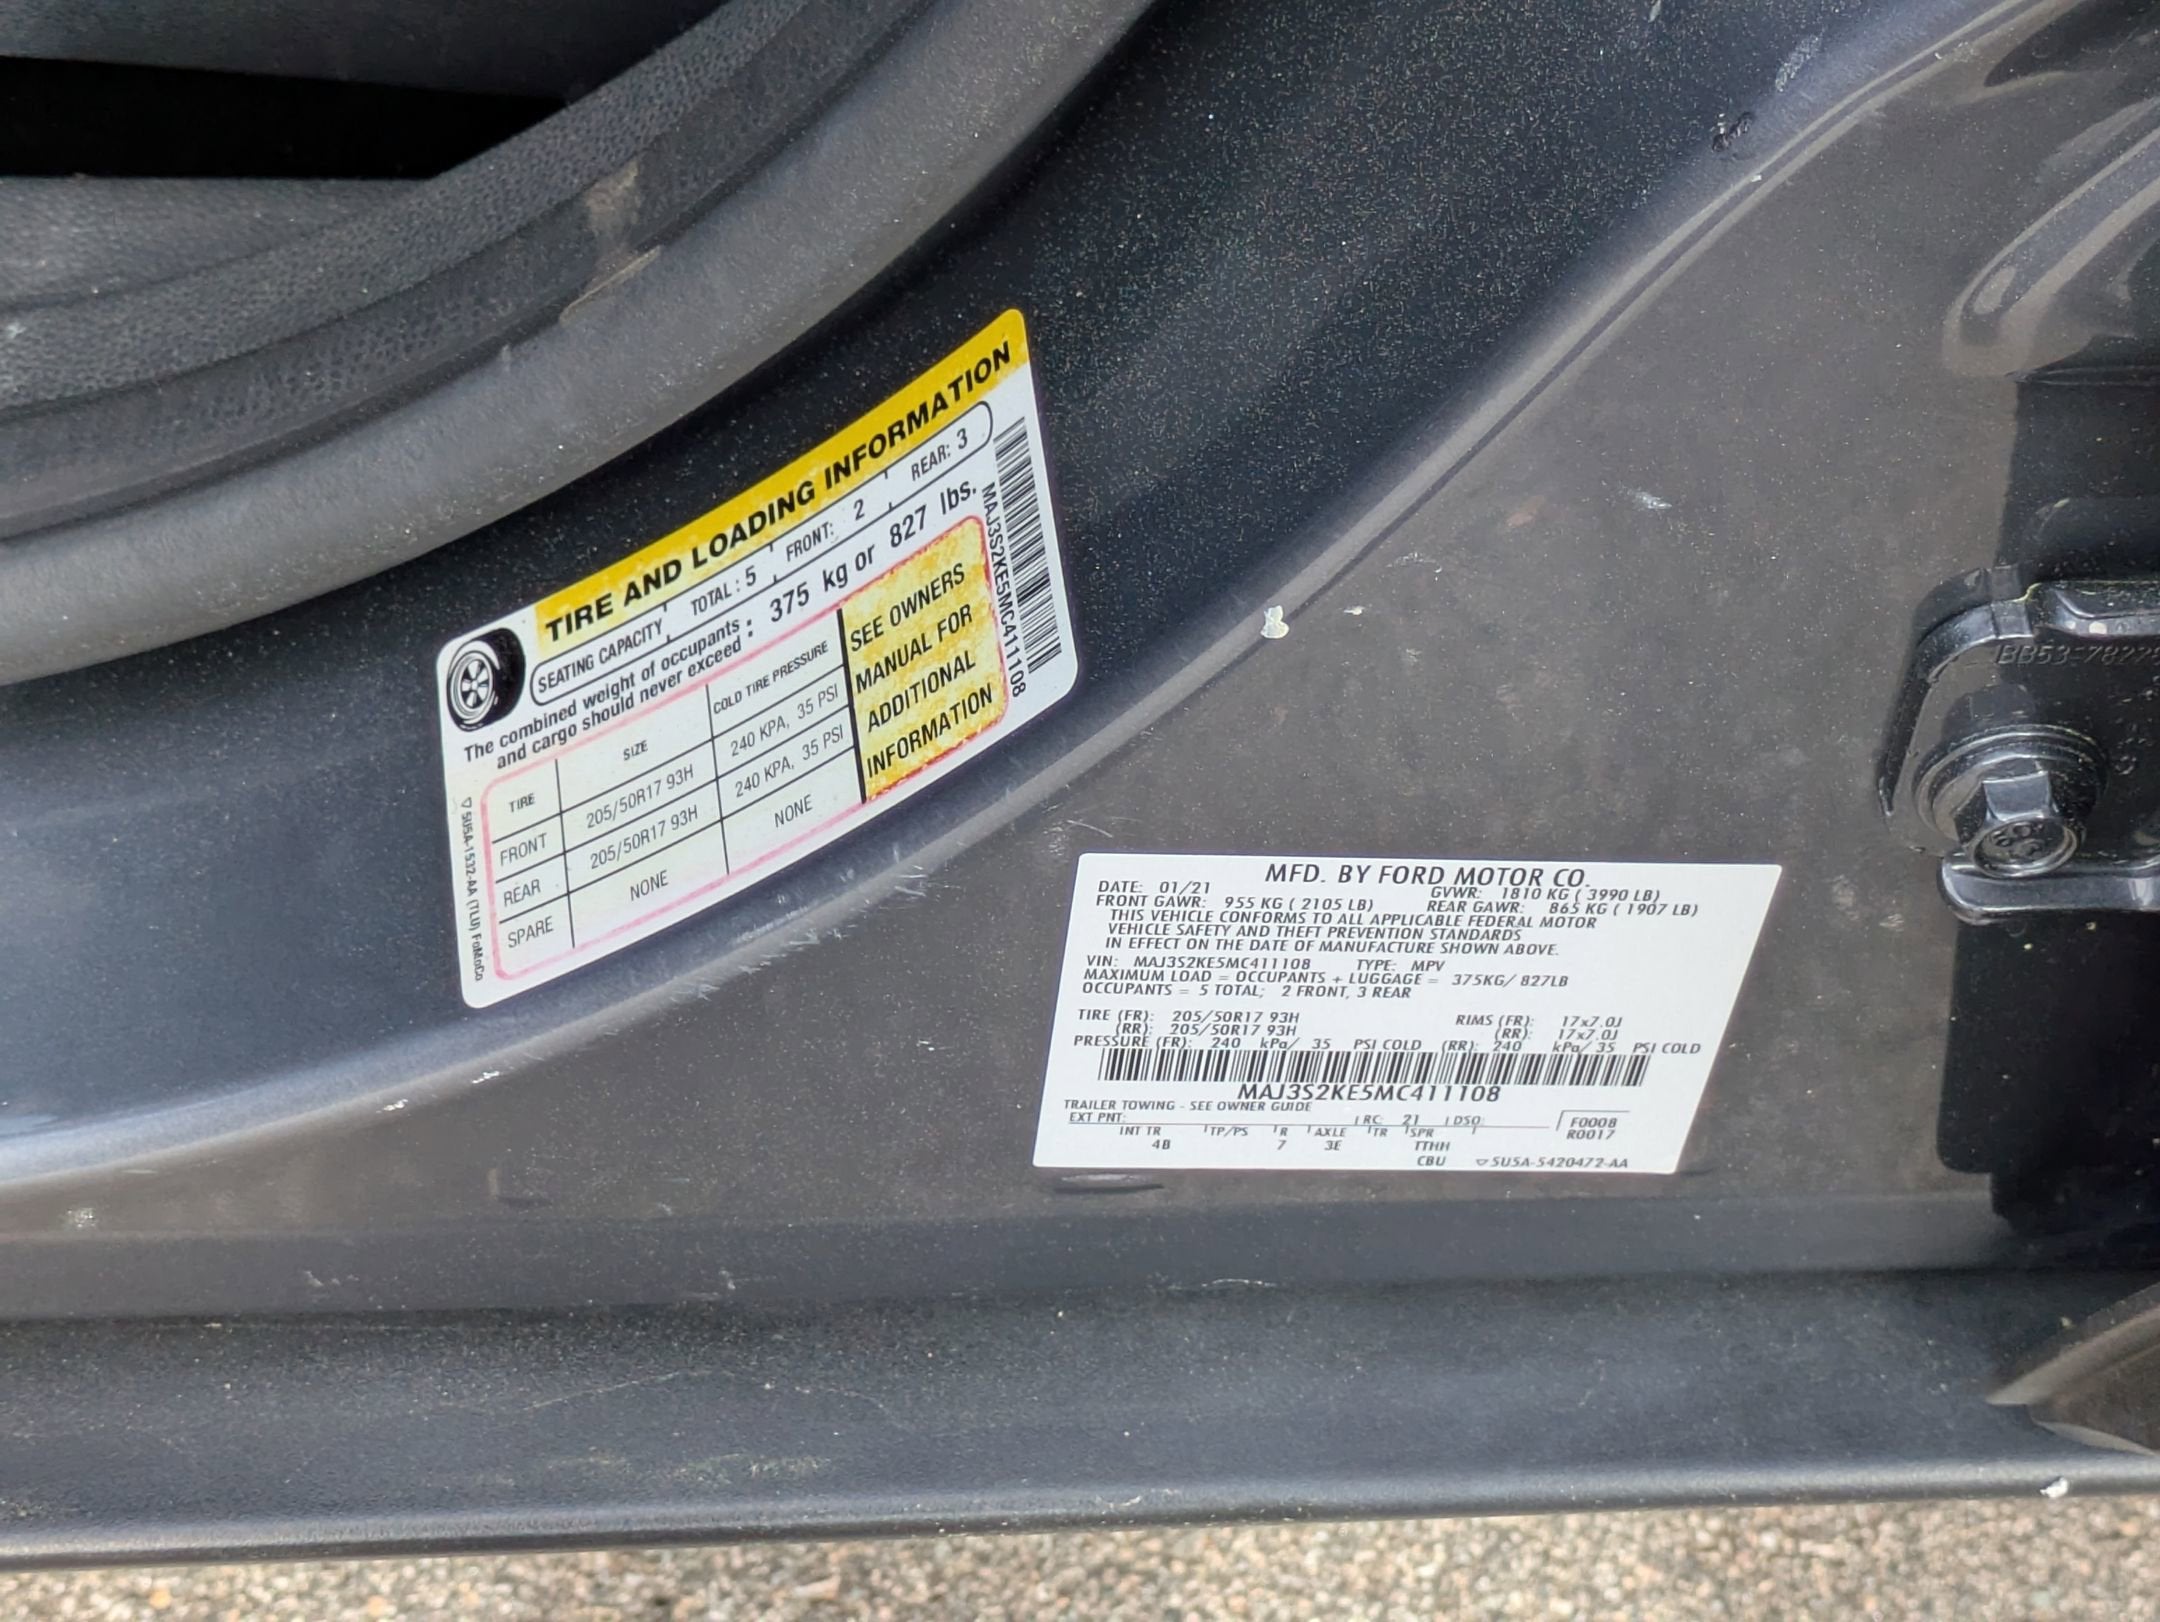 TIRE AND LOADING INFORMATION
SEATING CAPACITY TOTAL: 5 FRONT: 2 REAR: 3
The combined weight of occupants and cargo should never exceed : 375 kg or 827 lbs.
TIRE SIZE COLD TIRE PRESSURE
FRONT 205/50R17 93H 240 KPA, 35 PSI
REAR 205/50R17 93H 240 KPA, 35 PSI
SPARE NONE NONE
SEE OWNERS
MANUAL FOR
ADDITIONAL
INFORMATION
MAJ3S2KE5MC411108
5U5A-1532-AA (TLU) FoMoCo
MFD. BY FORD MOTOR CO.
DATE: 01/21 GVWR: 1810 KG ( 3990 LB)
FRONT GAWR: 955 KG ( 2105 LB) REAR GAWR: 865 KG ( 1907 LB)
THIS VEHICLE CONFORMS TO ALL APPLICABLE FEDERAL MOTOR
VEHICLE SAFETY AND THEFT PREVENTION STANDARDS
IN EFFECT ON THE DATE OF MANUFACTURE SHOWN ABOVE.
VIN: MAJ3S2KE5MC411108 TYPE: MPV
MAXIMUM LOAD = OCCUPANTS + LUGGAGE = 375KG/ 827LB
OCCUPANTS = 5 TOTAL; 2 FRONT, 3 REAR
TIRE (FR): 205/50R17 93H RIMS (FR): 17x7.0J
(RR): 205/50R17 93H (RR): 17x7.0J
PRESSURE (FR): 240 kPa/ 35 PSI COLD (RR): 240 kPa/ 35 PSI COLD
MAJ3S2KE5MC411108
TRAILER TOWING - SEE OWNER GUIDE
EXT PNT: RC: 21 DSO: F0008
INT TR TP/PS R AXLE TR SPR R0017
4B 7 3E TTHH
CBU 5U5A-5420472-AA